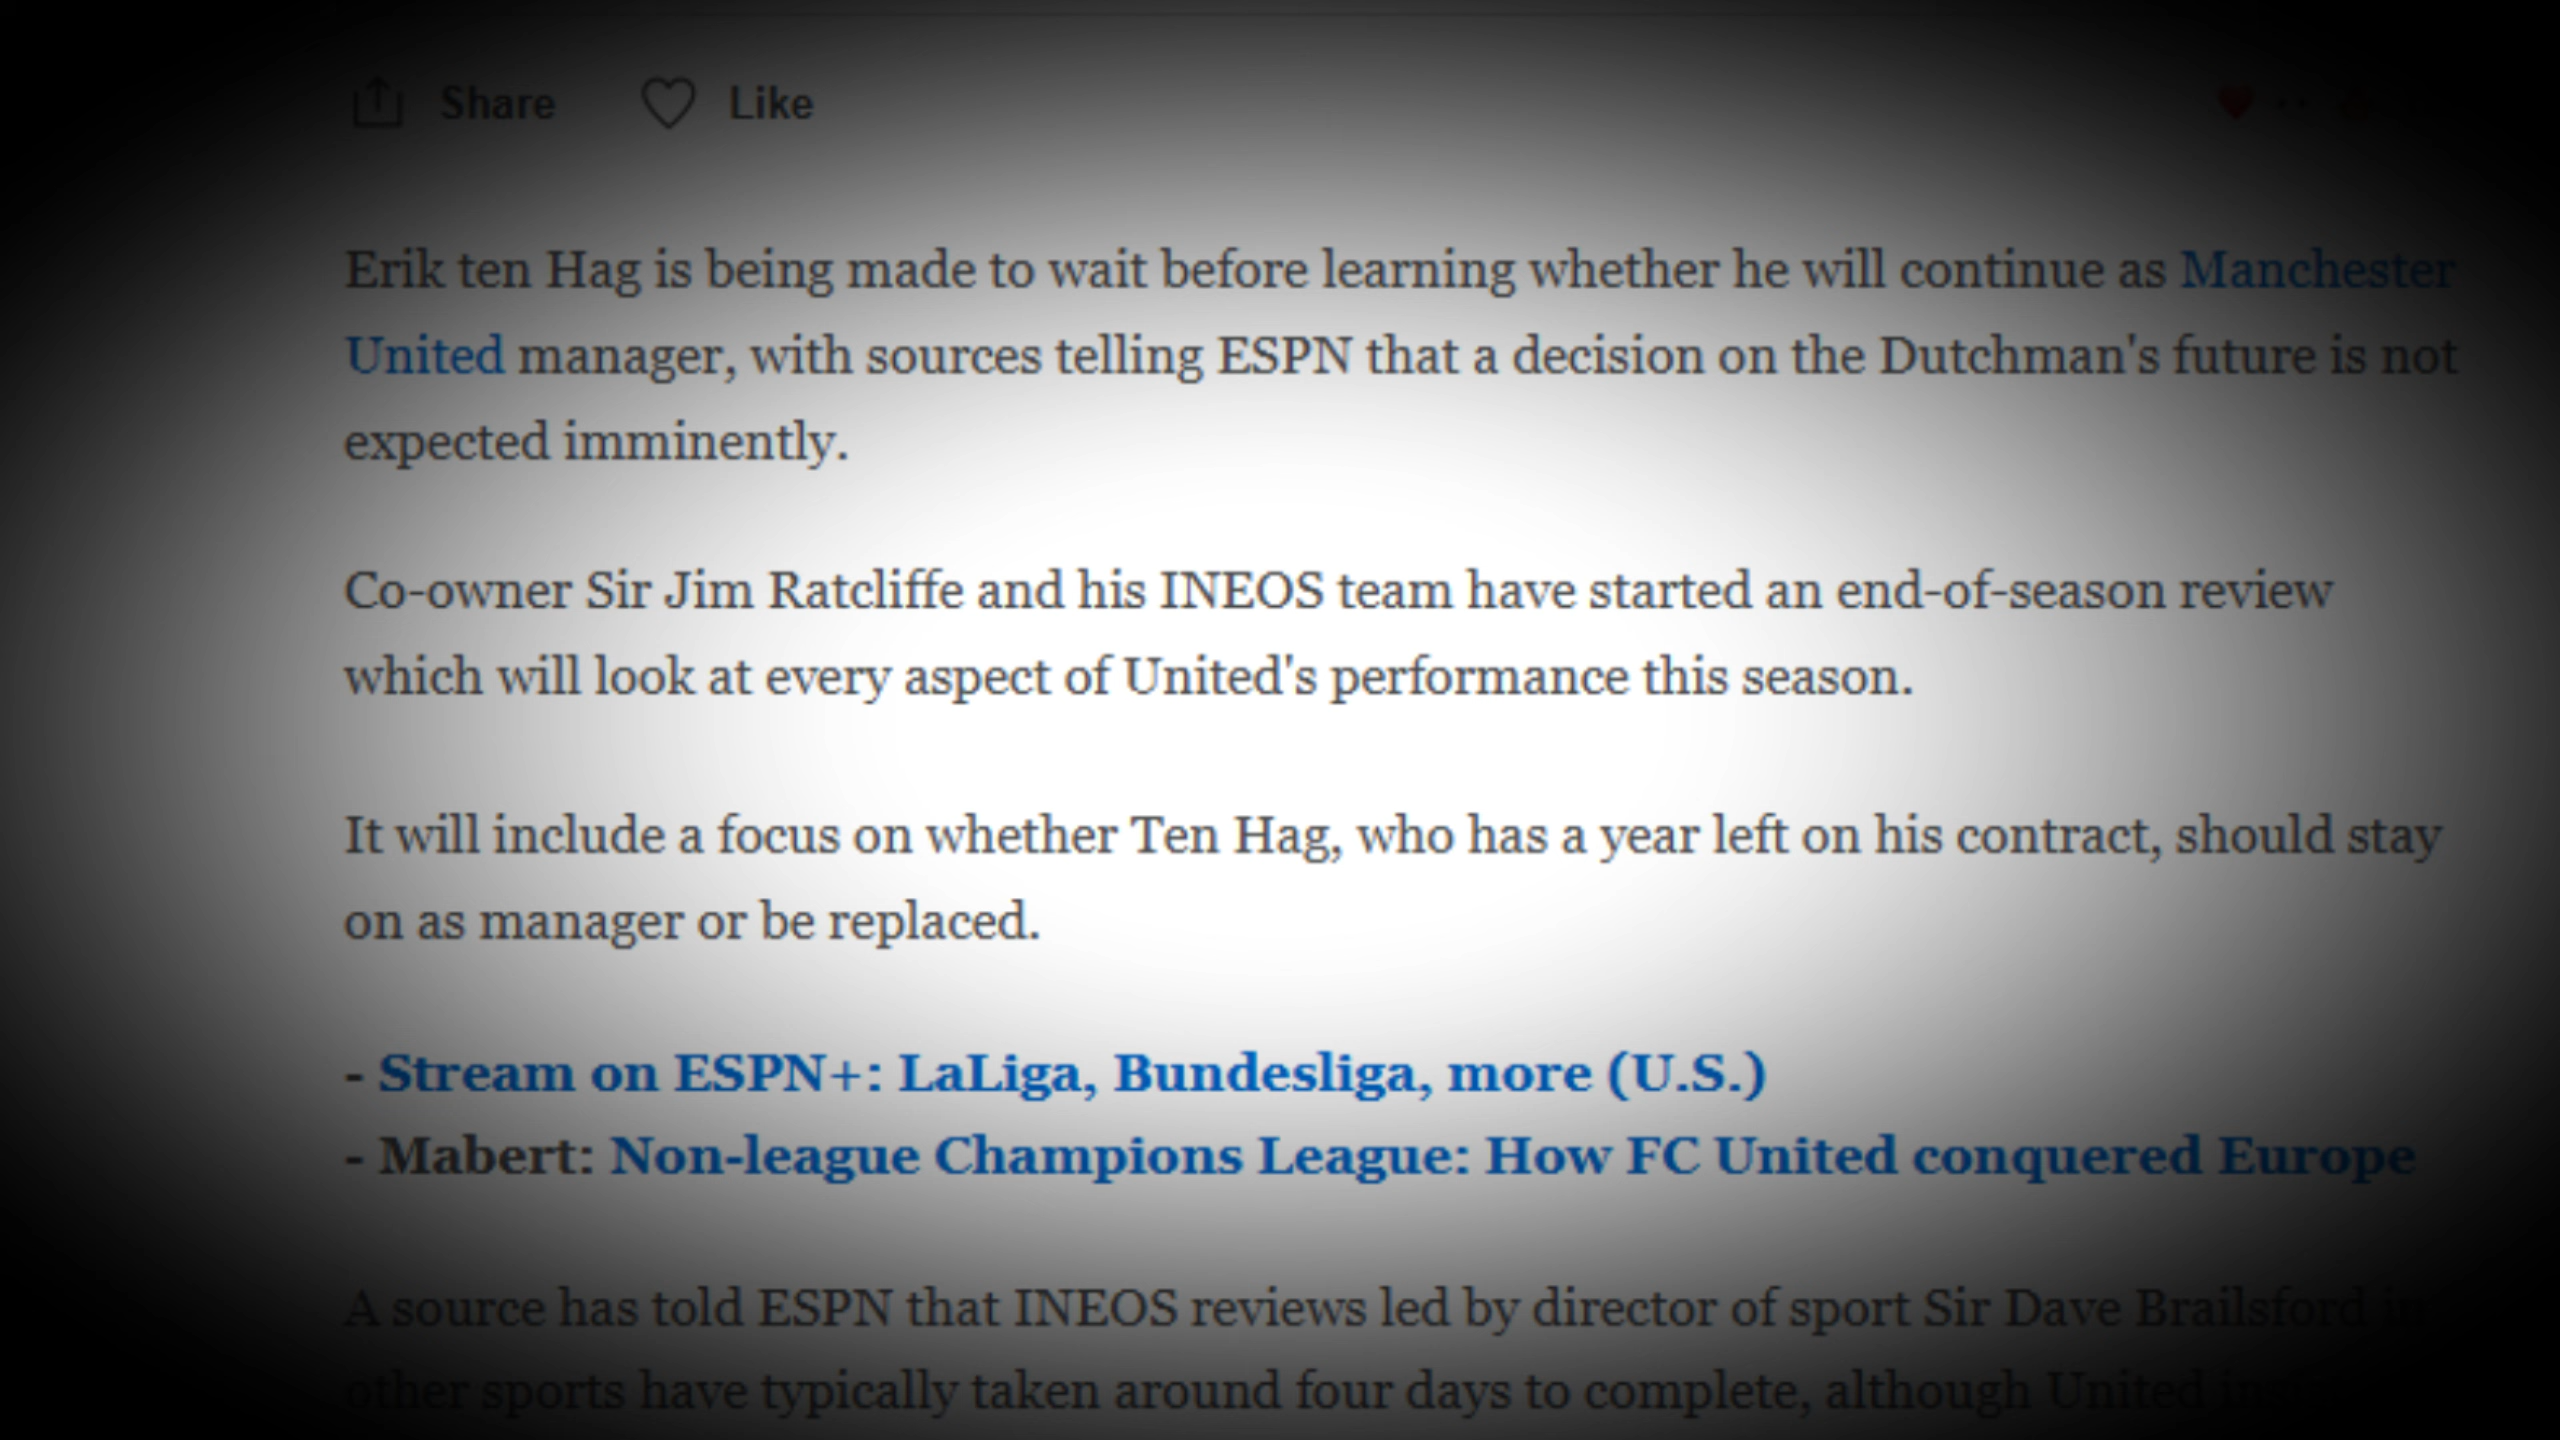 Share Like
Erik ten Hag is being made to wait before learning whether he will continue as Manchester
United manager, with sources telling ESPN that a decision on the Dutchman's future is not
expected imminently.
Co-owner Sir Jim Ratcliffe and his INEOS team have started an end-of-season review
which will look at every aspect of United's performance this season.
It will include a focus on whether Ten Hag, who has a year left on his contract, should stay
on as manager or be replaced.
- Stream on ESPN+: LaLiga, Bundesliga, more (U.S.)
- Mabert: Non-league Champions League: How FC United conquered Europe
A source has told ESPN that INEOS reviews led by director of sport Sir Dave Brailsford in
other sports have typically taken around four days to complete, although United